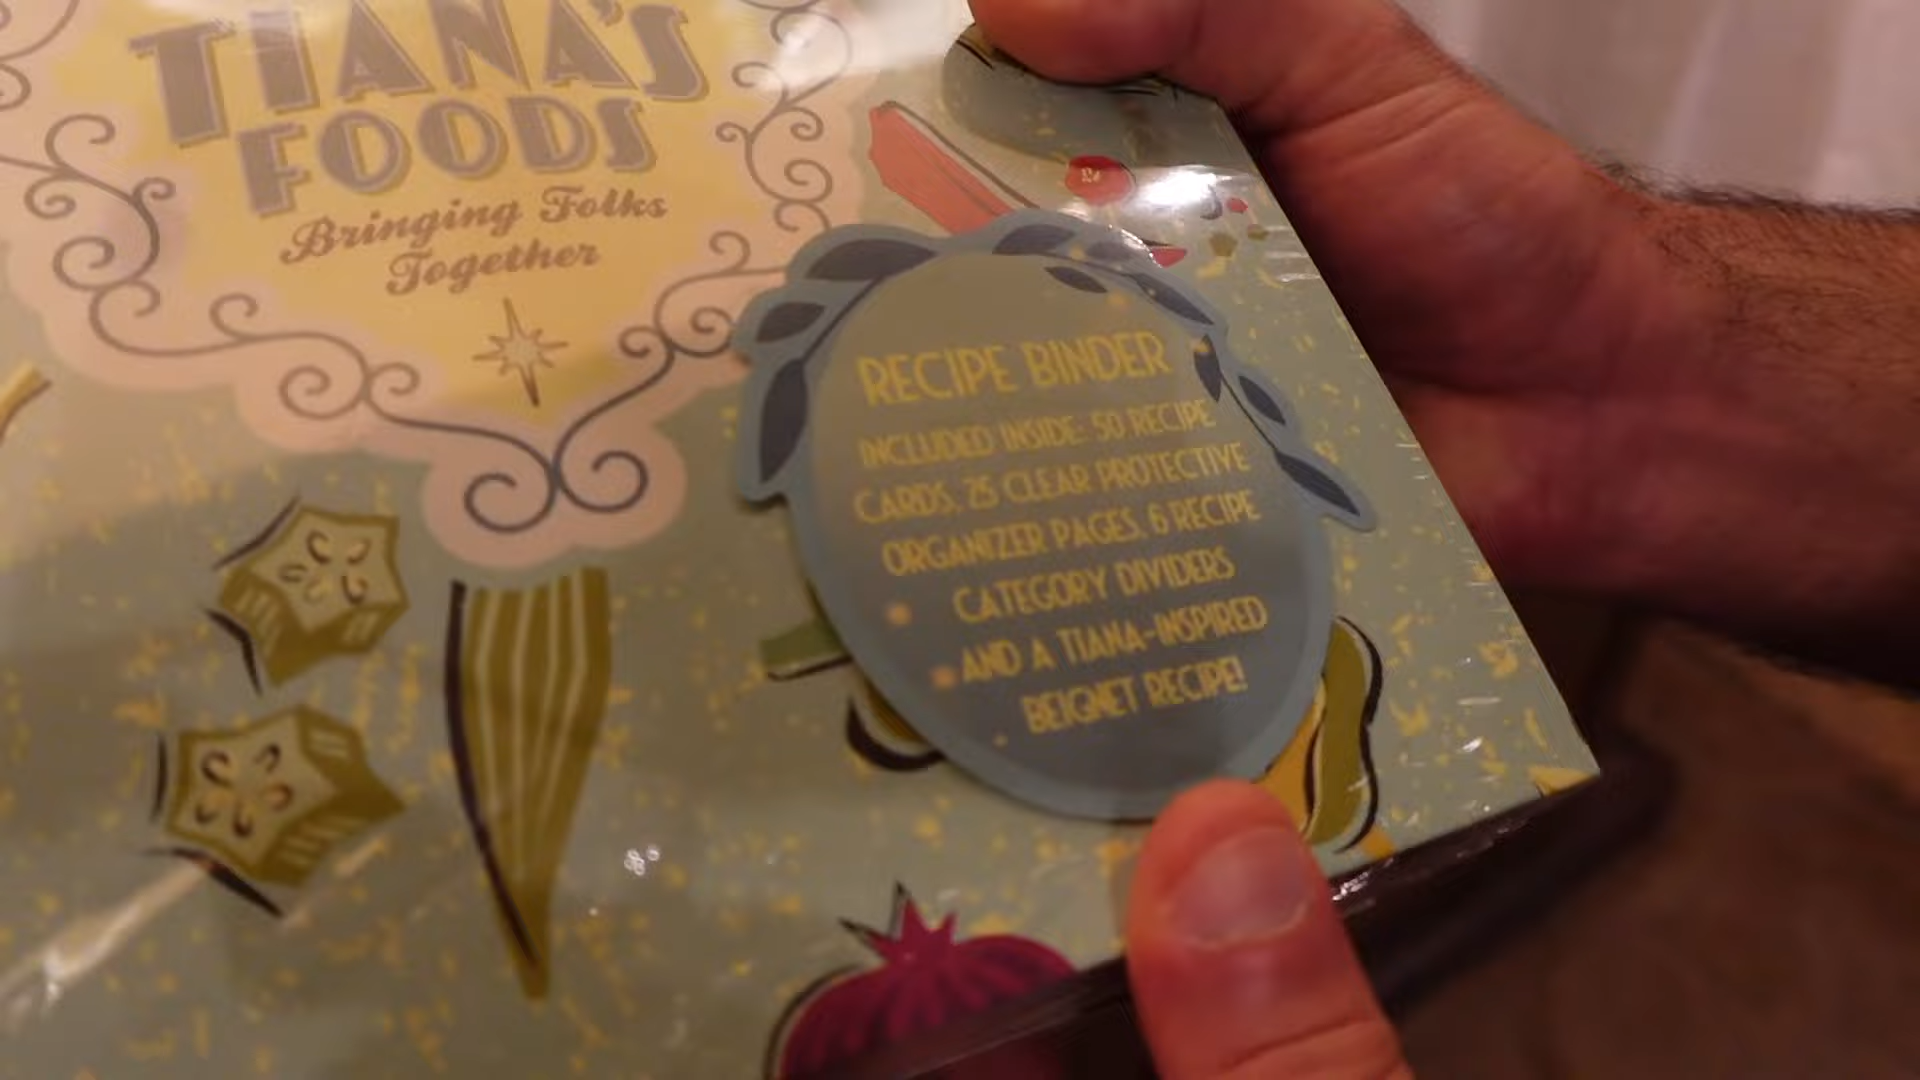 TIANA'S
FOODS
Bringing Folks
Together
RECIPE BINDER
INCLUDED INSIDE: 50 RECIPE
CARDS, 25 CLEAR PROTECTIVE
ORGANIZER PAGES, 6 RECIPE
CATEGORY DIVIDERS
AND A TIANA-INSPIRED
BEIGNET RECIPE!